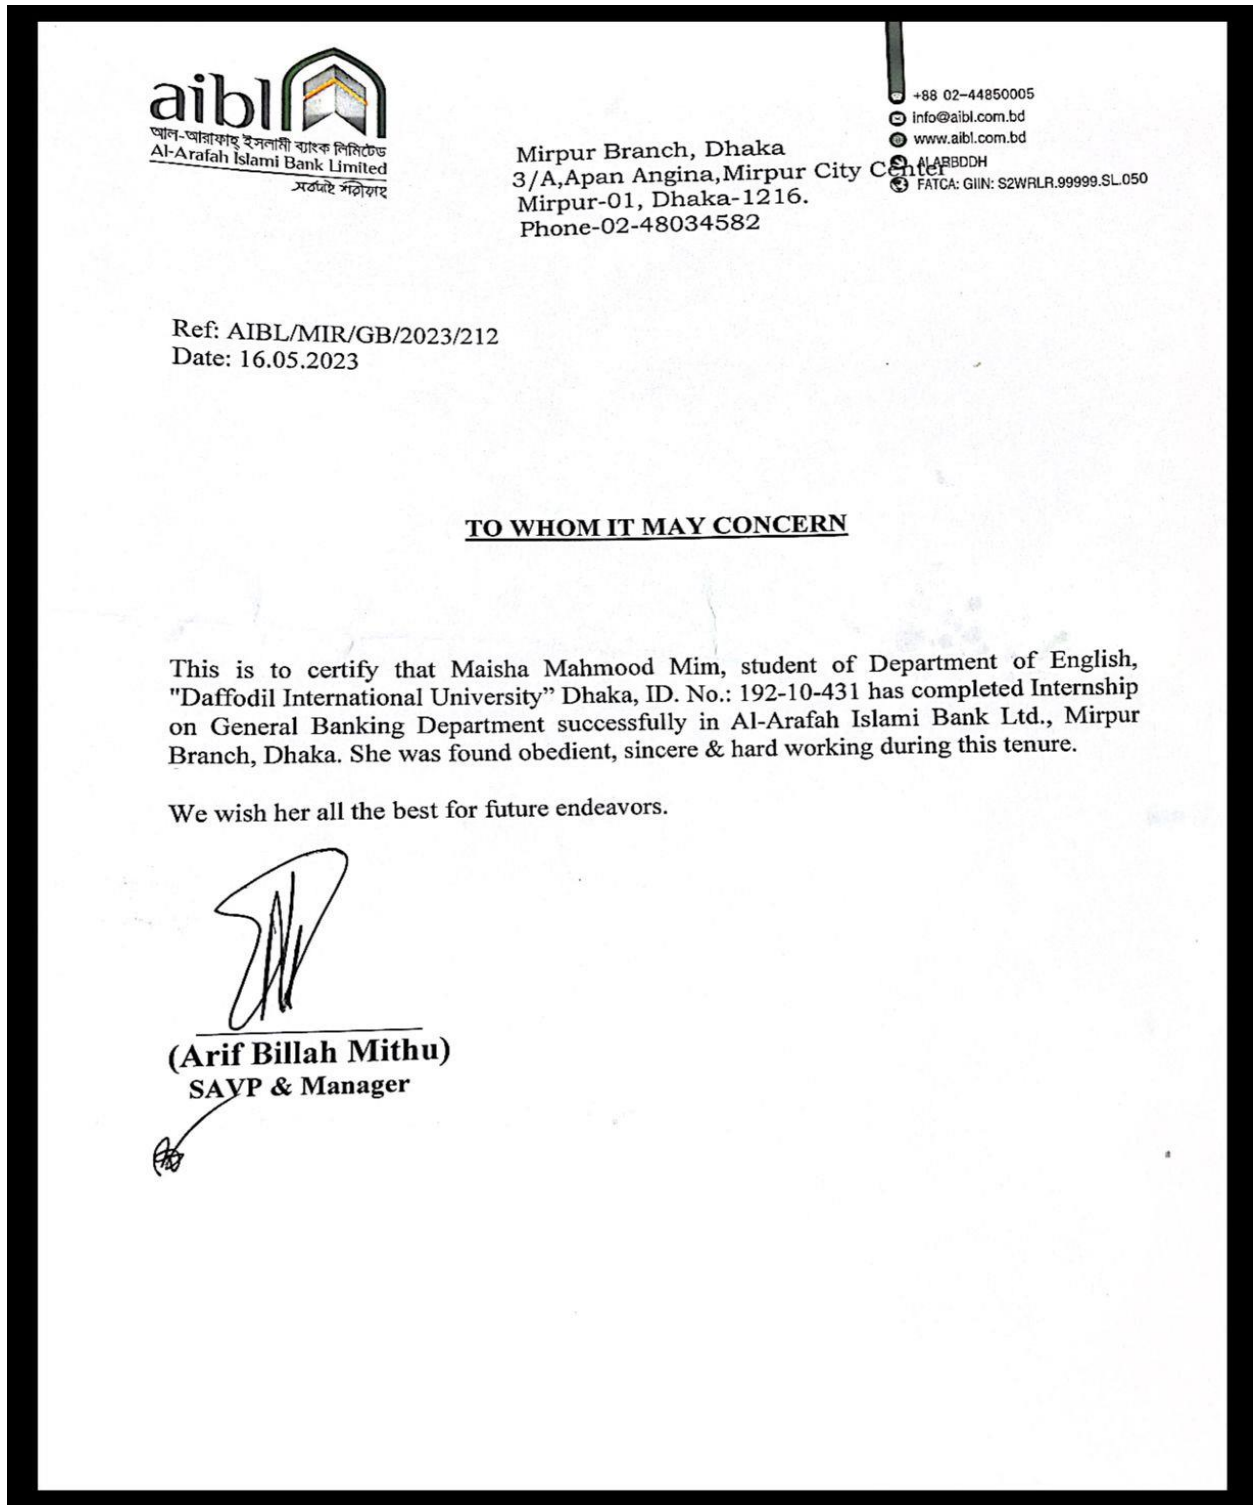 aibl
আল-আরাফাহ্ ইসলামী ব্যাংক লিমিটেড
Al-Arafah Islami Bank Limited
Mirpur Branch, Dhaka
3/A,Apan Angina,Mirpur City Center
Mirpur-01, Dhaka-1216.
Phone-02-48034582
+88 02-44850005
info@aibl.com.bd
www.aibl.com.bd
ALARBDDH
FATCA: GIIN: S2WRLR.99999.SL.050
Ref: AIBL/MIR/GB/2023/212
Date: 16.05.2023
TO WHOM IT MAY CONCERN
This is to certify that Maisha Mahmood Mim, student of Department of English,
"Daffodil International University” Dhaka, ID. No.: 192-10-431 has completed Internship
on General Banking Department successfully in Al-Arafah Islami Bank Ltd., Mirpur
Branch, Dhaka. She was found obedient, sincere & hard working during this tenure.
We wish her all the best for future endeavors.
(Arif Billah Mithu)
SAVP & Manager